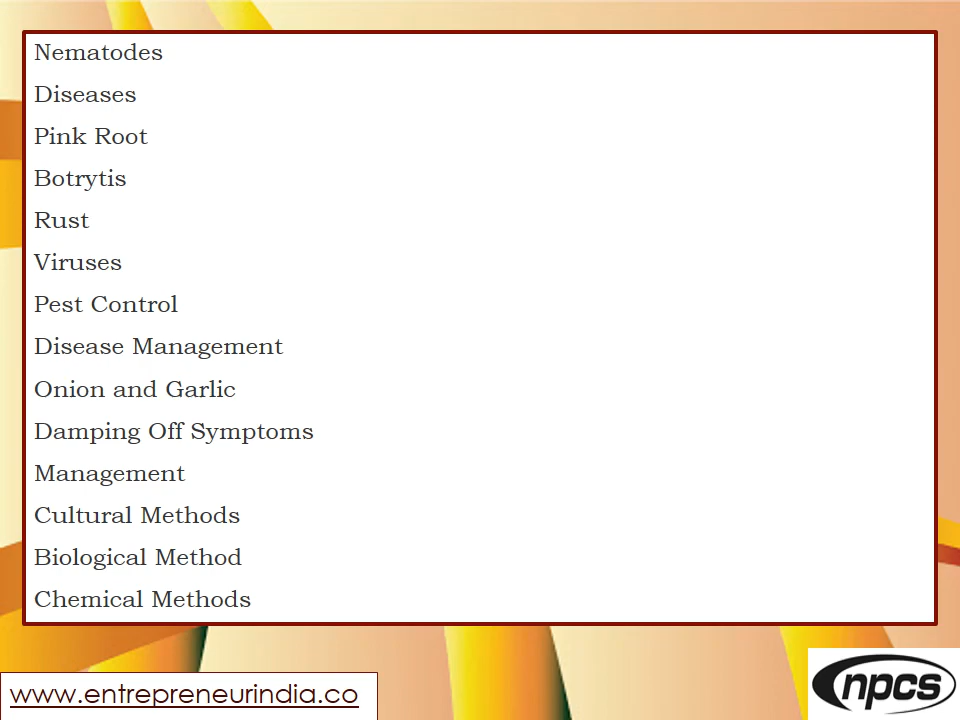 Nematodes
Diseases
Pink Root
Botrytis
Rust
Viruses
Pest Control
Disease Management
Onion and Garlic
Damping Off Symptoms
Management
Cultural Methods
Biological Method
Chemical Methods
www.entrepreneurindia.co
npcs